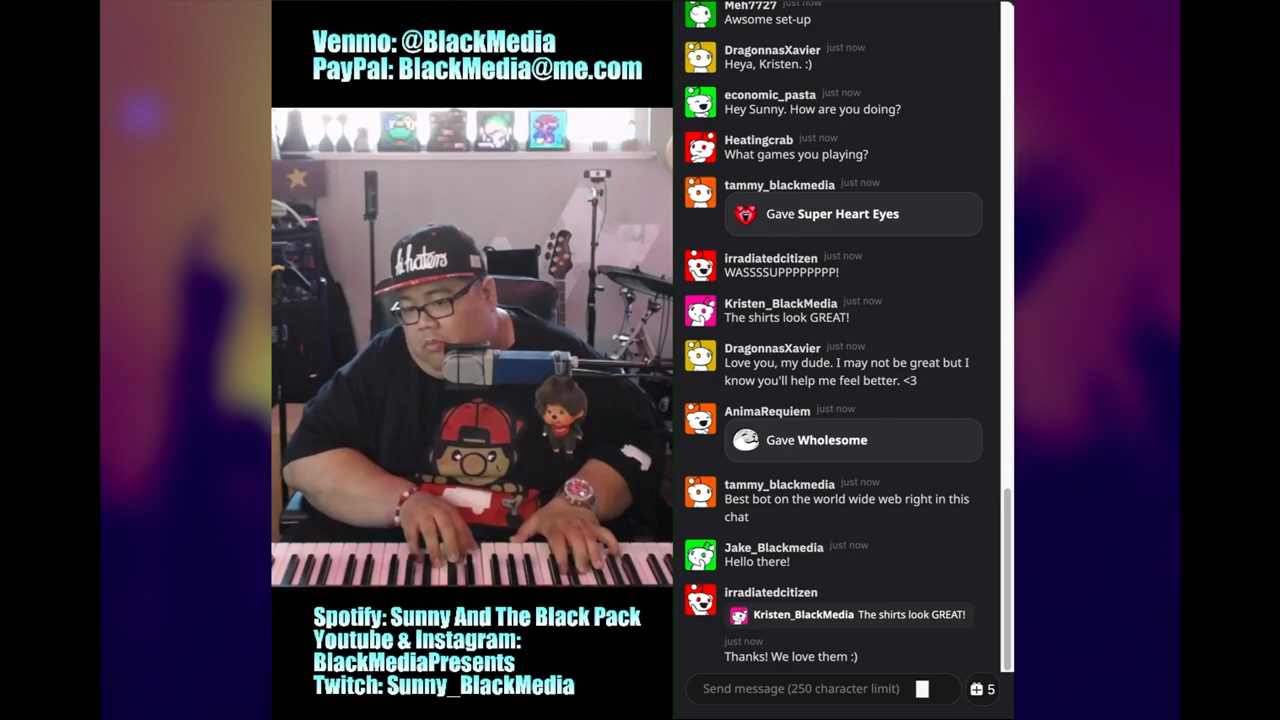 Venmo: @BlackMedia
PayPal: BlackMedia@me.com
hi haters
Spotify: Sunny And The Black Pack
Youtube & Instagram:
BlackMediaPresents
Twitch: Sunny_BlackMedia
Meh7727 just now
Awsome set-up
DragonnasXavier just now
Heya, Kristen. :)
economic_pasta just now
Hey Sunny. How are you doing?
Heatingcrab just now
What games you playing?
tammy_blackmedia just now
Gave Super Heart Eyes
irradiatedcitizen just now
WASSSSUPPPPPPPP!
Kristen_BlackMedia just now
The shirts look GREAT!
DragonnasXavier just now
Love you, my dude. I may not be great but I
know you'll help me feel better. <3
AnimaRequiem just now
Gave Wholesome
tammy_blackmedia just now
Best bot on the world wide web right in this
chat
Jake_Blackmedia just now
Hello there!
irradiatedcitizen
Kristen_BlackMedia The shirts look GREAT!
just now
Thanks! We love them :)
Send message (250 character limit)
5